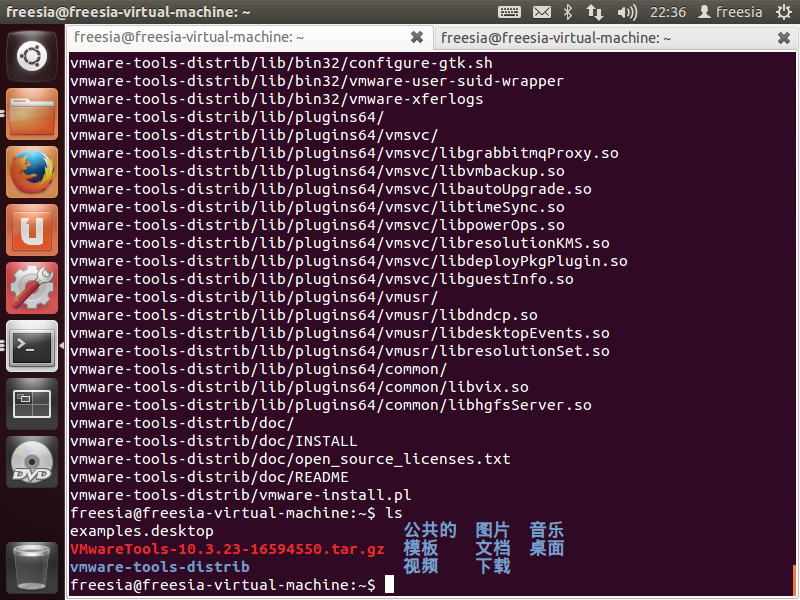 freesia@freesia-virtual-machine: ~
22:36
freesia
freesia@freesia-virtual-machine: ~
freesia@freesia-virtual-machine: ~
vmware-tools-distrib/lib/bin32/configure-gtk.sh
vmware-tools-distrib/lib/bin32/vmware-user-suid-wrapper
vmware-tools-distrib/lib/bin32/vmware-xferlogs
vmware-tools-distrib/lib/plugins64/
vmware-tools-distrib/lib/plugins64/vmsvc/
vmware-tools-distrib/lib/plugins64/vmsvc/libgrabbitmqProxy.so
vmware-tools-distrib/lib/plugins64/vmsvc/libvmbackup.so
vmware-tools-distrib/lib/plugins64/vmsvc/libautoUpgrade.so
vmware-tools-distrib/lib/plugins64/vmsvc/libtimeSync.so
vmware-tools-distrib/lib/plugins64/vmsvc/libpowerOps.so
vmware-tools-distrib/lib/plugins64/vmsvc/libresolutionKMS.so
vmware-tools-distrib/lib/plugins64/vmsvc/libdeployPkgPlugin.so
vmware-tools-distrib/lib/plugins64/vmsvc/libguestInfo.so
vmware-tools-distrib/lib/plugins64/vmusr/
vmware-tools-distrib/lib/plugins64/vmusr/libdndcp.so
vmware-tools-distrib/lib/plugins64/vmusr/libdesktopEvents.so
vmware-tools-distrib/lib/plugins64/vmusr/libresolutionSet.so
vmware-tools-distrib/lib/plugins64/common/
vmware-tools-distrib/lib/plugins64/common/libvix.so
vmware-tools-distrib/lib/plugins64/common/libhgfsServer.so
vmware-tools-distrib/doc/
vmware-tools-distrib/doc/INSTALL
vmware-tools-distrib/doc/open_source_licenses.txt
vmware-tools-distrib/doc/README
vmware-tools-distrib/vmware-install.pl
freesia@freesia-virtual-machine:~$ ls
examples.desktop 公共的 图片 音乐
VMwareTools-10.3.23-16594550.tar.gz 模板 文档 桌面
vmware-tools-distrib 视频 下载
freesia@freesia-virtual-machine:~$
DVD